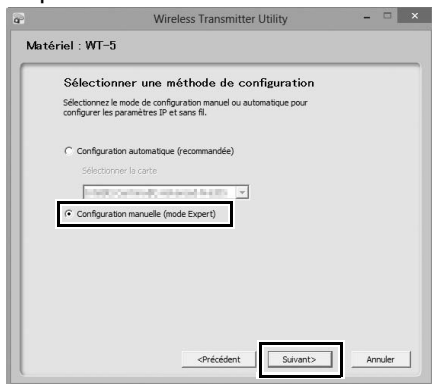 Wireless Transmitter Utility
Matériel : WT-5
Sélectionner une méthode de configuration
Sélectionnez le mode de configuration manuel ou automatique pour
configurer les paramètres IP et sans fil.
Configuration automatique (recommandée)
Sélectionner la carte
Configuration manuelle (mode Expert)
<Précédent
Suivant>
Annuler